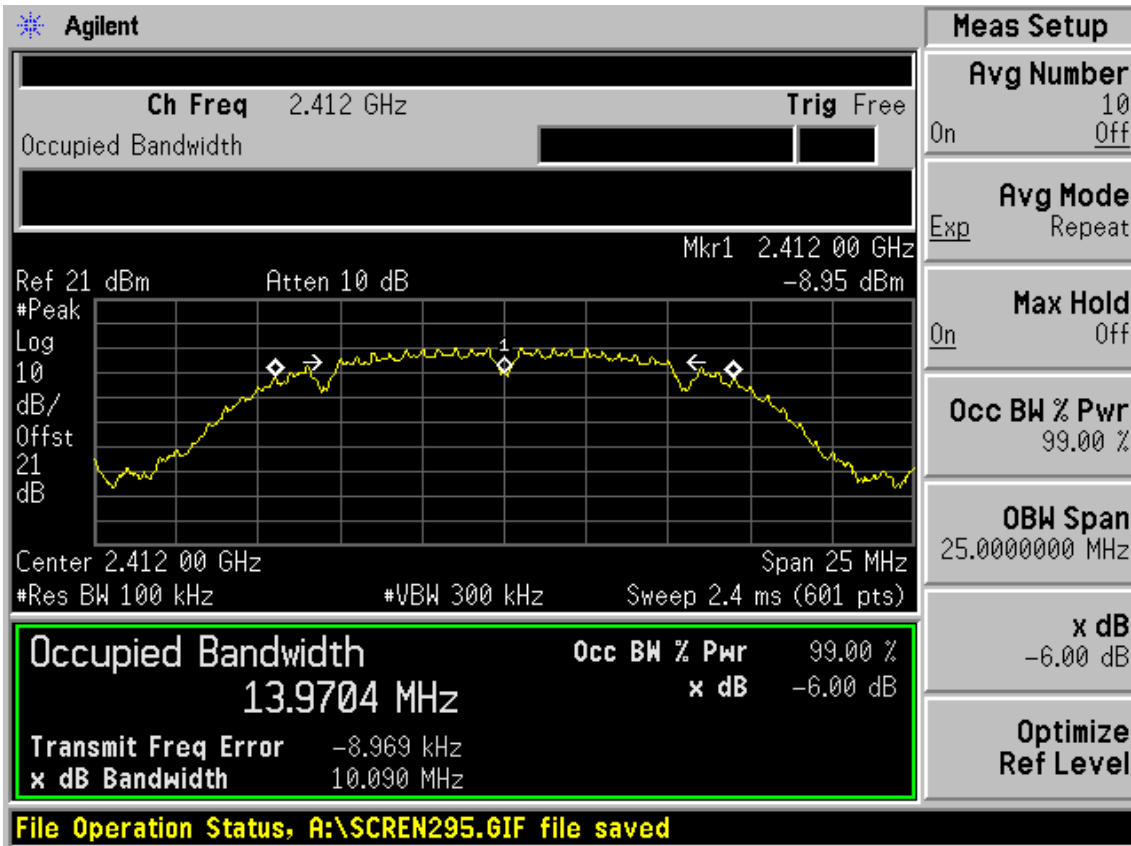 Agilent
Ch Freq 2.412 GHz Trig Free
Occupied Bandwidth
Mkr1 2.412 00 GHz
Ref 21 dBm Atten 10 dB -8.95 dBm
#Peak
Log
10
dB/
Offst
21
dB
1
Center 2.412 00 GHz Span 25 MHz
#Res BW 100 kHz #VBW 300 kHz Sweep 2.4 ms (601 pts)
Occupied Bandwidth Occ BW % Pwr 99.00 %
13.9704 MHz x dB -6.00 dB
Transmit Freq Error -8.969 kHz
x dB Bandwidth 10.090 MHz
File Operation Status, A:\SCREN295.GIF file saved
Meas Setup
Avg Number
10
On Off
Avg Mode
Exp Repeat
Max Hold
On Off
Occ BW % Pwr
99.00 %
OBW Span
25.0000000 MHz
x dB
-6.00 dB
Optimize
Ref Level